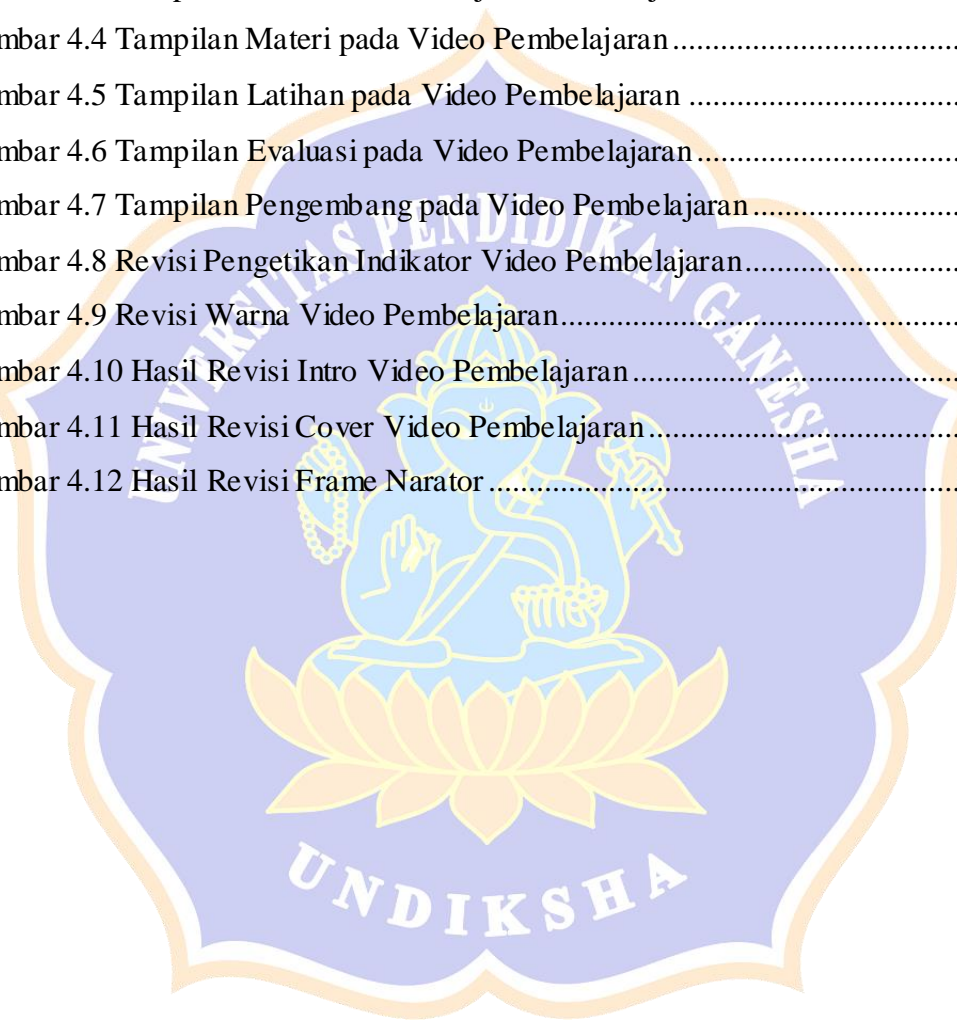 mbar 4.4 Tampilan Materi pada Video Pembelajaran
mbar 4.5 Tampilan Latihan pada Video Pembelajaran
mbar 4.6 Tampilan Evaluasi pada Video Pembelajaran
mbar 4.7 Tampilan Pengembang pada Video Pembelajaran
mbar 4.8 Revisi Pengetikan Indikator Video Pembelajaran
mbar 4.9 Revisi Warna Video Pembelajaran
mbar 4.10 Hasil Revisi Intro Video Pembelajaran
mbar 4.11 Hasil Revisi Cover Video Pembelajaran
mbar 4.12 Hasil Revisi Frame Narator
UNIVERSITAS PENDIDIKAN GANESHA
UNDIKSHA